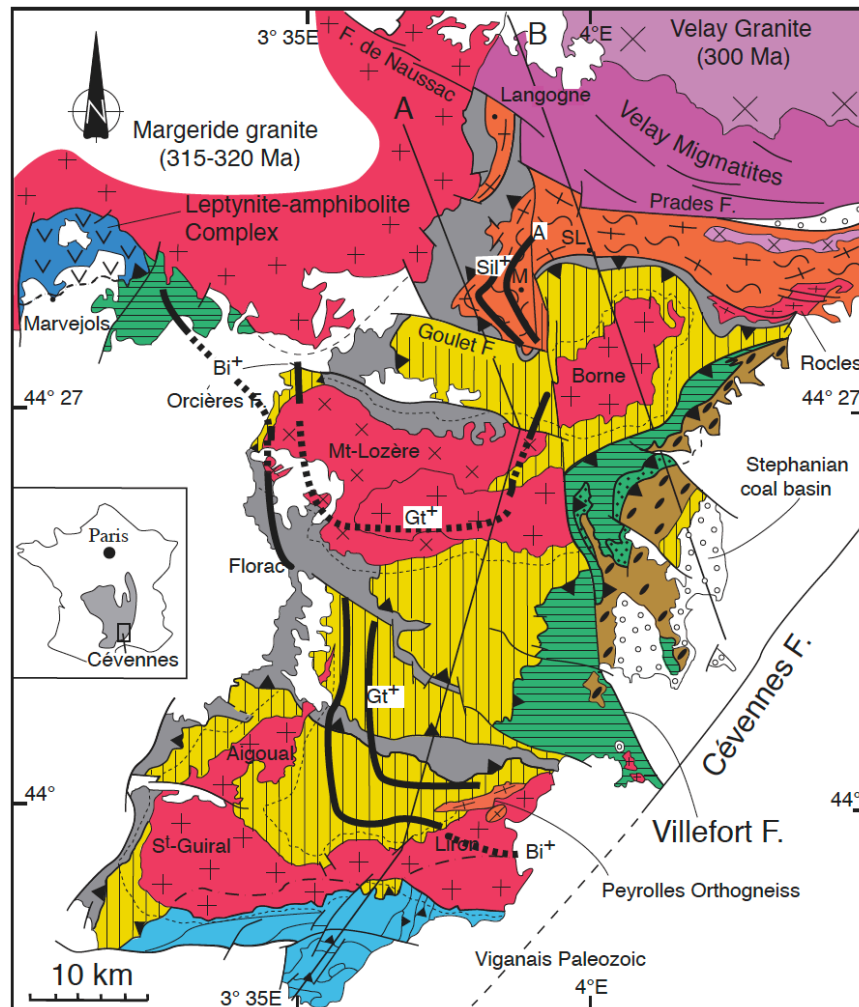 3° 35E
B
4°E
Velay Granite
(300 Ma)
F. de Naussac
Langogne
A
N
Margeride granite
(315-320 Ma)
Velay Migmatites
Leptynite-amphibolite
Complex
Prades F.
A
SL
Sil+
M
Marvejols
Goulet F.
Bi+
Borne
Rocles
44° 27
Orcières F.
44° 27
Mt-Lozère
Stephanian
coal basin
Paris
Gt+
Florac
Cévennes
Cévennes F.
Gt+
Aigoual
44°
44°
Villefort F.
St-Guiral
Liron
Bi+
Peyrolles Orthogneiss
10 km
Viganais Paleozoic
3° 35E
4°E